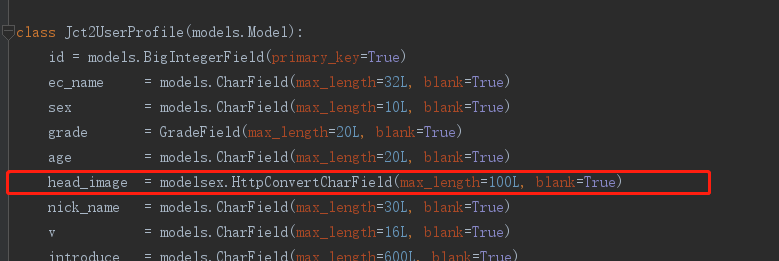 class Jct2UserProfile(models.Model):
id = models.BigIntegerField(primary_key=True)
ec_name = models.CharField(max_length=32L, blank=True)
sex = models.CharField(max_length=10L, blank=True)
grade = GradeField(max_length=20L, blank=True)
age = models.CharField(max_length=20L, blank=True)
head_image = modelsex.HttpConvertCharField(max_length=100L, blank=True)
nick_name = models.CharField(max_length=30L, blank=True)
v = models.CharField(max_length=16L, blank=True)
introduce = models.CharField(max_length=600L, blank=True)